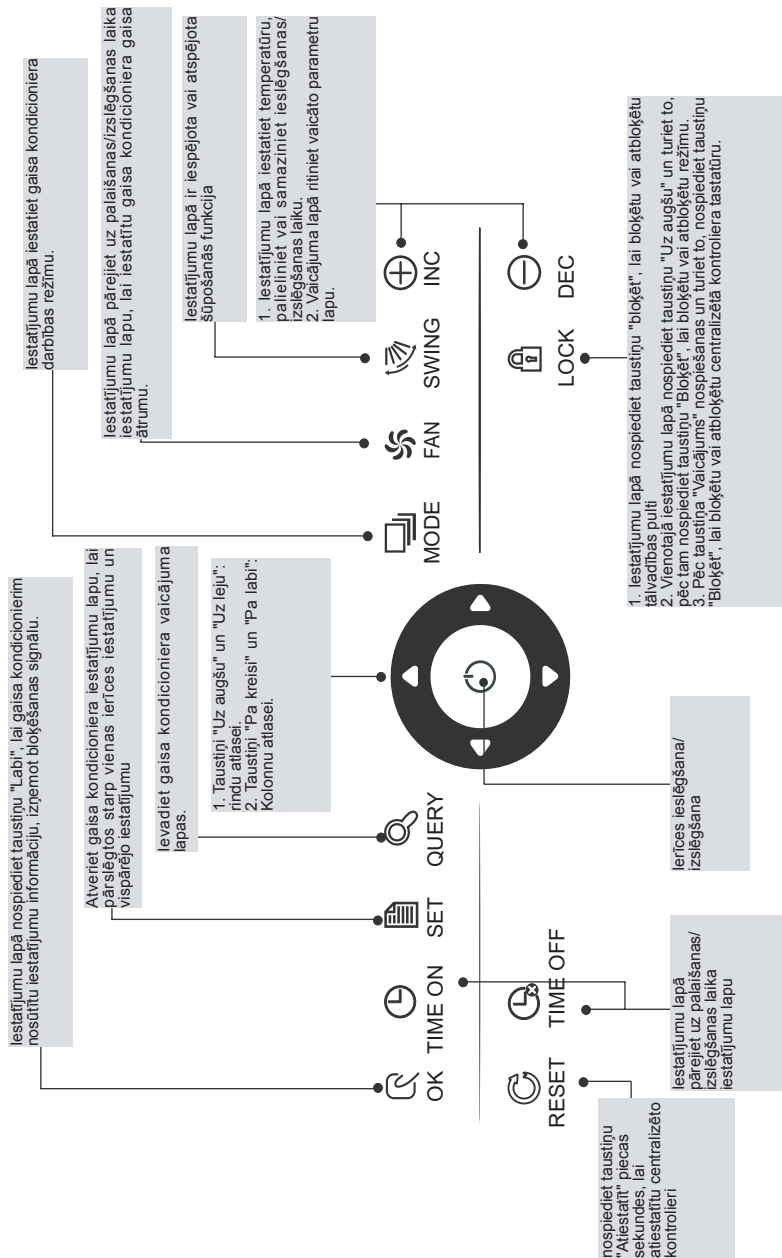 Iestatījumu lapā nospiediet taustiņu "Labi", lai gaisa kondicionierim
nosūtītu iestatījumu informāciju, izņemot bloķēšanas signālu.
Atveriet gaisa kondicioniera iestatījumu lapu, lai
pārslēgtos starp vienas ierīces iestatījumu un
vispārējo iestatījumu
Ievadiet gaisa kondicioniera vaicājuma
lapas.
1. Taustiņi "Uz augšu" un "Uz leju":
rindu atlasei.
2. Taustiņi "Pa kreisi" un "Pa labi":
Kolonnu atlasei.
Iestatījumu lapā iestatiet gaisa kondicioniera
darbības režīmu.
Iestatījumu lapā pārejiet uz palaišanas/izslēgšanas laika
iestatījumu lapu, lai iestatītu gaisa kondicioniera gaisa
ātrumu.
Iestatījumu lapā ir iespējota vai atspējota
šūpošanās funkcija
1. Iestatījumu lapā iestatiet temperatūru,
palieliniet vai samaziniet ieslēgšanas/
izslēgšanas laiku.
2. Vaicājuma lapā ritiniet vaicāto parametru
lapu.
OK
TIME ON
SET
QUERY
MODE
FAN
SWING
INC
RESET
TIME OFF
LOCK
DEC
nospiediet taustiņu
"Atiestatīt" piecas
sekundes, lai
atiestatītu centralizēto
kontrolieri
Iestatījumu lapā
pārejiet uz palaišanas/
izslēgšanas laika
iestatījumu lapu
Ierīces ieslēgšana/
izslēgšana
1. Iestatījumu lapā nospiediet taustiņu "bloķēt", lai bloķētu vai atbloķētu
tālvadības pulti
2. Vienotajā iestatījumu lapā nospiediet taustiņu "Uz augšu" un turiet to,
pēc tam nospiediet taustiņu "Bloķēt", lai bloķētu vai atbloķētu režīmu.
3. Pēc taustiņa "Vaicājums" nospiešanas un turiet to, nospiediet taustiņu
"Bloķēt", lai bloķētu vai atbloķētu centralizētā kontroliera tastatūru.